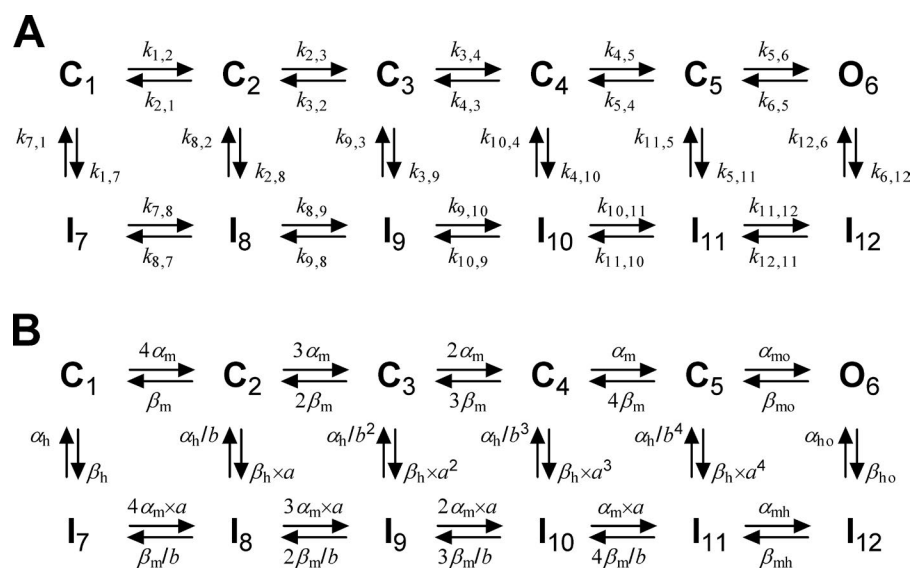 A
k1,2 k2,3 k3,4 k4,5 k5,6
C1 C2 C3 C4 C5 O6
k2,1 k3,2 k4,3 k5,4 k6,5
k7,1 k8,2 k9,3 k10,4 k11,5 k12,6
k1,7 k2,8 k3,9 k4,10 k5,11 k6,12
k7,8 k8,9 k9,10 k10,11 k11,12
I7 I8 I9 I10 I11 I12
k8,7 k9,8 k10,9 k11,10 k12,11
B
4αm 3αm 2αm αm αmo
C1 C2 C3 C4 C5 O6
βm 2βm 3βm 4βm βmo
αh αh/b αh/b² αh/b³ αh/b⁴ αho
βh βh×a βh×a² βh×a³ βh×a⁴ βho
4αm×a 3αm×a 2αm×a αm×a αmh
I7 I8 I9 I10 I11 I12
βm/b 2βm/b 3βm/b 4βm/b βmh